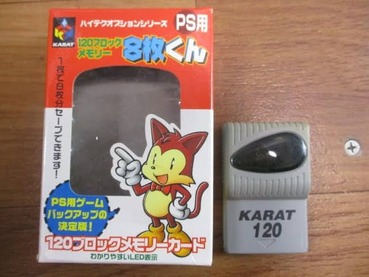 KARAT
ハイテクオプションシリーズ
PS用
120ブロック
メモリー
8枚くん
1台で8枚分セーブできます!
PS用ゲーム
バックアップの
決定版!
120ブロックメモリーカード
わかりやすいLED表示
KARAT
120